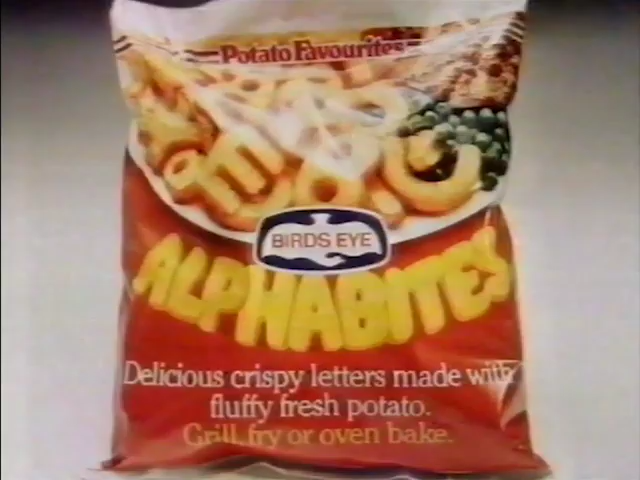 Potato Favourites
BIRDS EYE
ALPHABITES
Delicious crispy letters made with
fluffy fresh potato.
Grill, fry or oven bake.